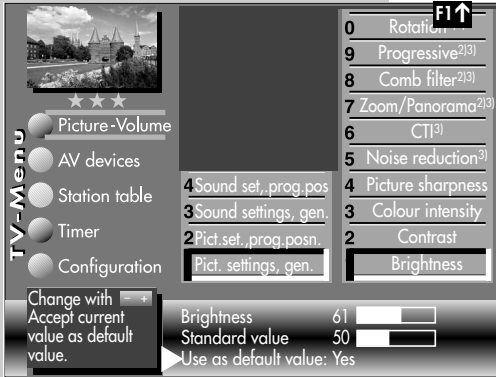 F1↑
TV-Menu
Picture-Volume
AV devices
Station table
Timer
Configuration
4 Sound set,.prog.pos
3 Sound settings, gen.
2 Pict.set.,prog.posn.
Pict. settings, gen.
0 Rotation
9 Progressive2)3)
8 Comb filter2)3)
7 Zoom/Panorama2)3)
6 CTI3)
5 Noise reduction3)
4 Picture sharpness
3 Colour intensity
2 Contrast
Brightness
Change with − +
Accept current
value as default
value.
Brightness 61
Standard value 50
Use as default value: Yes